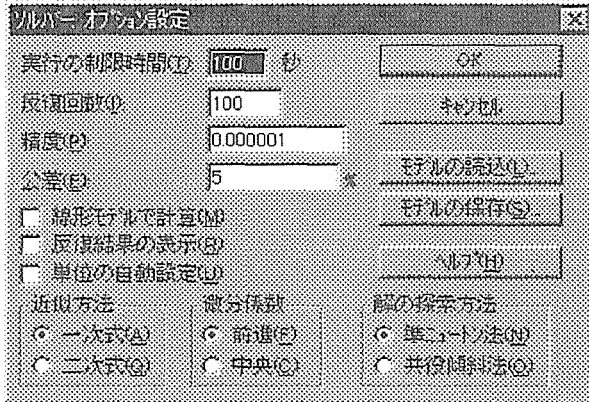 ソルバー オプション設定
実行の制限時間(T) 100 秒
反復回数(I) 100
精度(P) 0.000001
公差(E) 5 %
線形モデルで計算(M)
反復結果の表示(R)
単位の自動設定(U)
OK
キャンセル
モデルの読込(L)...
モデルの保存(S)...
ヘルプ(H)
近似方法
一次式(A)
二次式(Q)
微分係数
前進(F)
中央(C)
解の探索方法
準ニュートン法(N)
共役傾斜法(O)